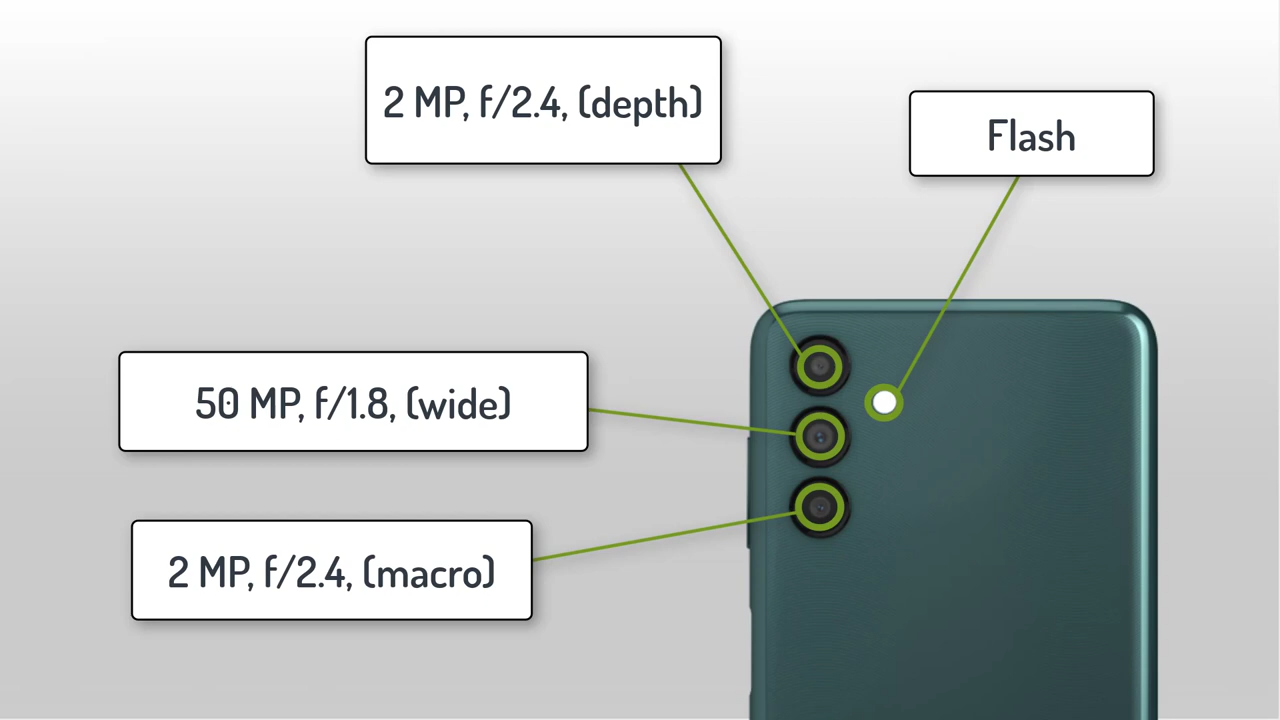 2 MP, f/2.4, (depth)
Flash
50 MP, f/1.8, (wide)
2 MP, f/2.4, (macro)